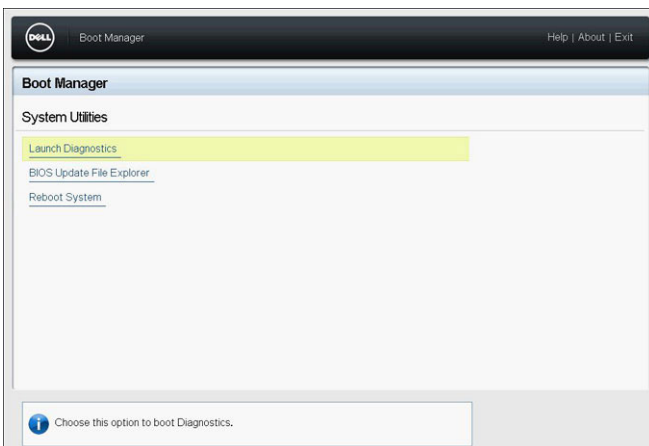 DELL Boot Manager Help | About | Exit
Boot Manager
System Utilities
Launch Diagnostics
BIOS Update File Explorer
Reboot System
Choose this option to boot Diagnostics.